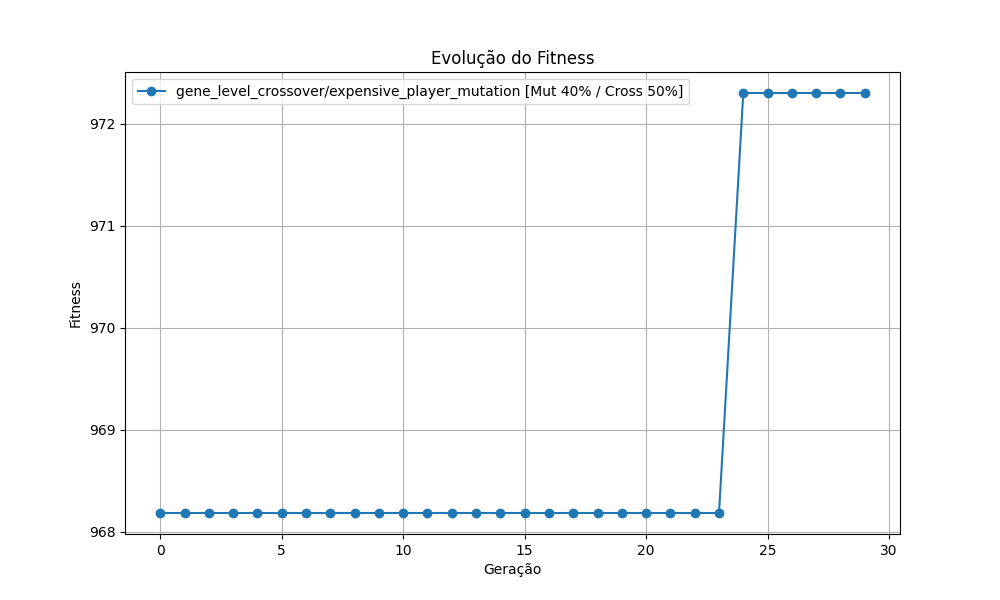 Evolução do Fitness
gene_level_crossover/expensive_player_mutation [Mut 40% / Cross 50%]
Fitness
972
971
970
969
968
0 5 10 15 20 25 30
Geração